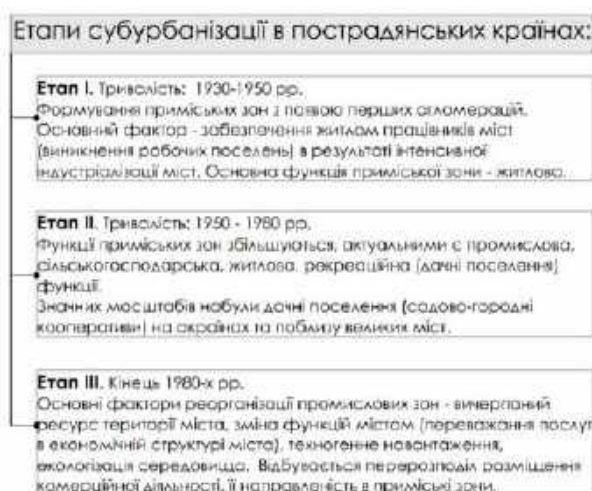 Етапи субурбанізації в пострадянських країнах:
Етап I. Тривалість: 1930-1950 рр.
Формування приміських зон з появою перших агломерацій.
Основний фактор - забезпечення житлом працівників міст
(виникнення робочих поселень) в результаті інтенсивної
індустріалізації міст. Основна функція приміської зони - житлова.
Етап II. Тривалість: 1950 - 1980 рр.
Функції приміських зон збільшуються, актуальними є промислова,
сільськогосподарська, житлова, рекреаційна (дачні поселення)
функції.
Значних масштабів набули дачні поселення (садово-городні
кооперативи) на окраїнах та поблизу великих міст.
Етап III. Кінець 1980-х рр.
Основні фактори реорганізації промислових зон - вичерпаний
ресурс території міста, зміна функцій містом (переважання послуг
в економічній структурі міста), техногенне навантаження,
екологізація середовища. Відбувається перерозподіл розміщення
комерційної діяльності, її направленість в приміські зони.